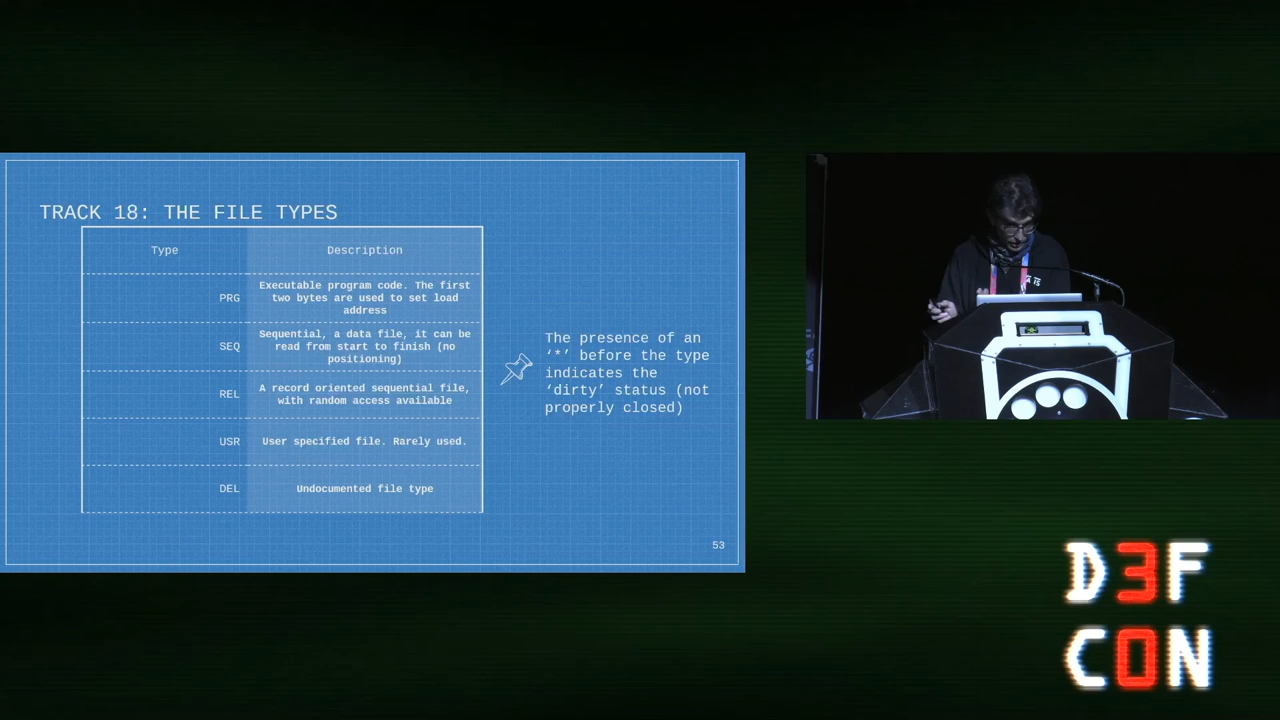 TRACK 18: THE FILE TYPES
Type
Description
PRG
Executable program code. The first
two bytes are used to set load
address
SEQ
Sequential, a data file, it can be
read from start to finish (no
positioning)
REL
A record oriented sequential file,
with random access available
USR
User specified file. Rarely used.
DEL
Undocumented file type
The presence of an
‘*’ before the type
indicates the
‘dirty’ status (not
properly closed)
53
D3F
C0N